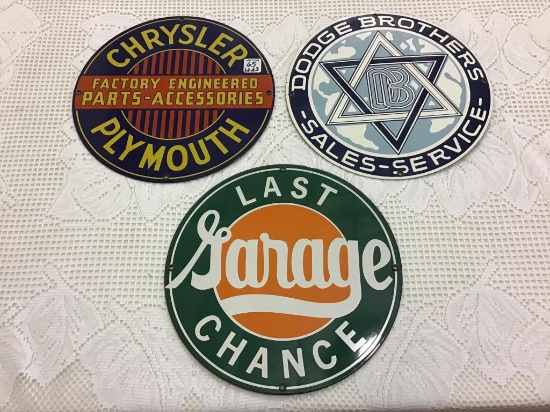 CHRYSLER
FACTORY ENGINEERED
PARTS-ACCESSORIES
PLYMOUTH
DODGE BROTHERS
DB
-SALES-SERVICE-
LAST
Garage
CHANCE